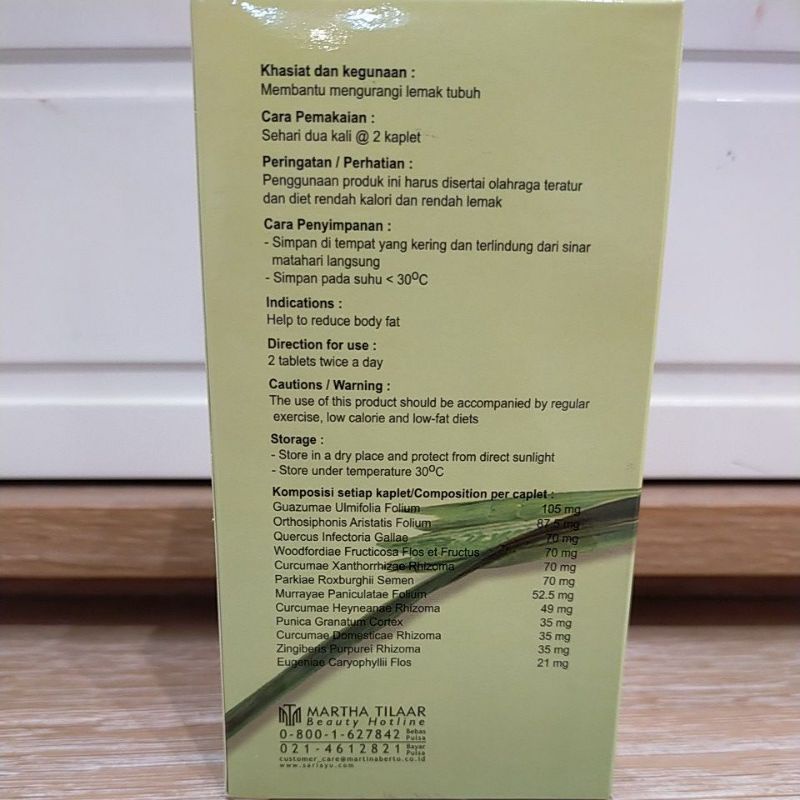 Khasiat dan kegunaan :
Membantu mengurangi lemak tubuh
Cara Pemakaian :
Sehari dua kali @ 2 kaplet
Peringatan / Perhatian :
Penggunaan produk ini harus disertai olahraga teratur
dan diet rendah kalori dan rendah lemak
Cara Penyimpanan :
- Simpan di tempat yang kering dan terlindung dari sinar
matahari langsung
- Simpan pada suhu < 30ºC
Indications :
Help to reduce body fat
Direction for use :
2 tablets twice a day
Cautions / Warning :
The use of this product should be accompanied by regular
exercise, low calorie and low-fat diets
Storage :
- Store in a dry place and protect from direct sunlight
- Store under temperature 30ºC
Komposisi setiap kaplet/Composition per caplet :
Guazumae Ulmifolia Folium 105 mg
Orthosiphonis Aristatis Folium 87.5 mg
Quercus Infectoria Gallae 70 mg
Woodfordiae Fructicosa Flos et Fructus 70 mg
Curcumae Xanthorrhizae Rhizoma 70 mg
Parkiae Roxburghii Semen 70 mg
Murrayae Paniculatae Folium 52.5 mg
Curcumae Heyneanae Rhizoma 49 mg
Punica Granatum Cortex 35 mg
Curcumae Domesticae Rhizoma 35 mg
Zingiberis Purpurei Rhizoma 35 mg
Eugeniae Caryophyllii Flos 21 mg
MARTHA TILAAR
Beauty Hotline
0-800-1-627842 Bebas Pulsa
021-4612821 Bayar Pulsa
customer_care@martinaberto.co.id
www.sariayu.com